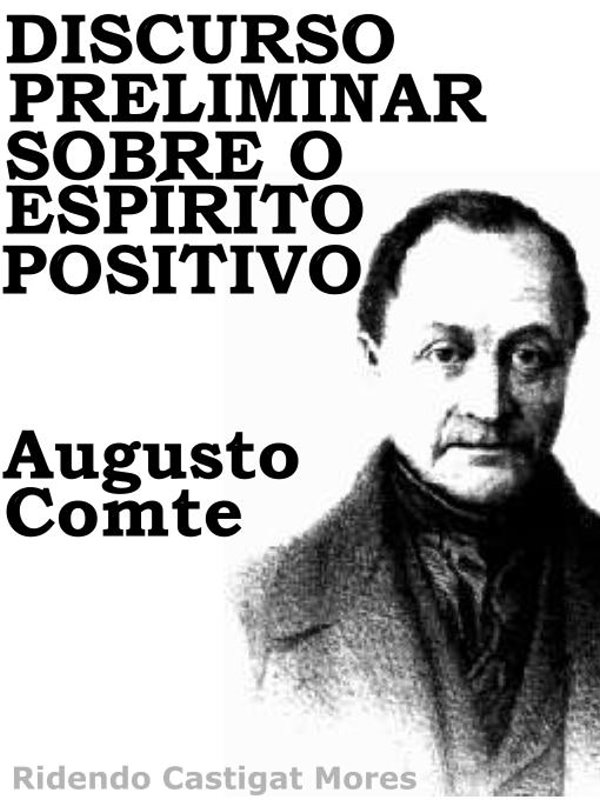 DISCURSO
PRELIMINAR
SOBRE O
ESPÍRITO
POSITIVO
Augusto
Comte
Ridendo Castigat Mores